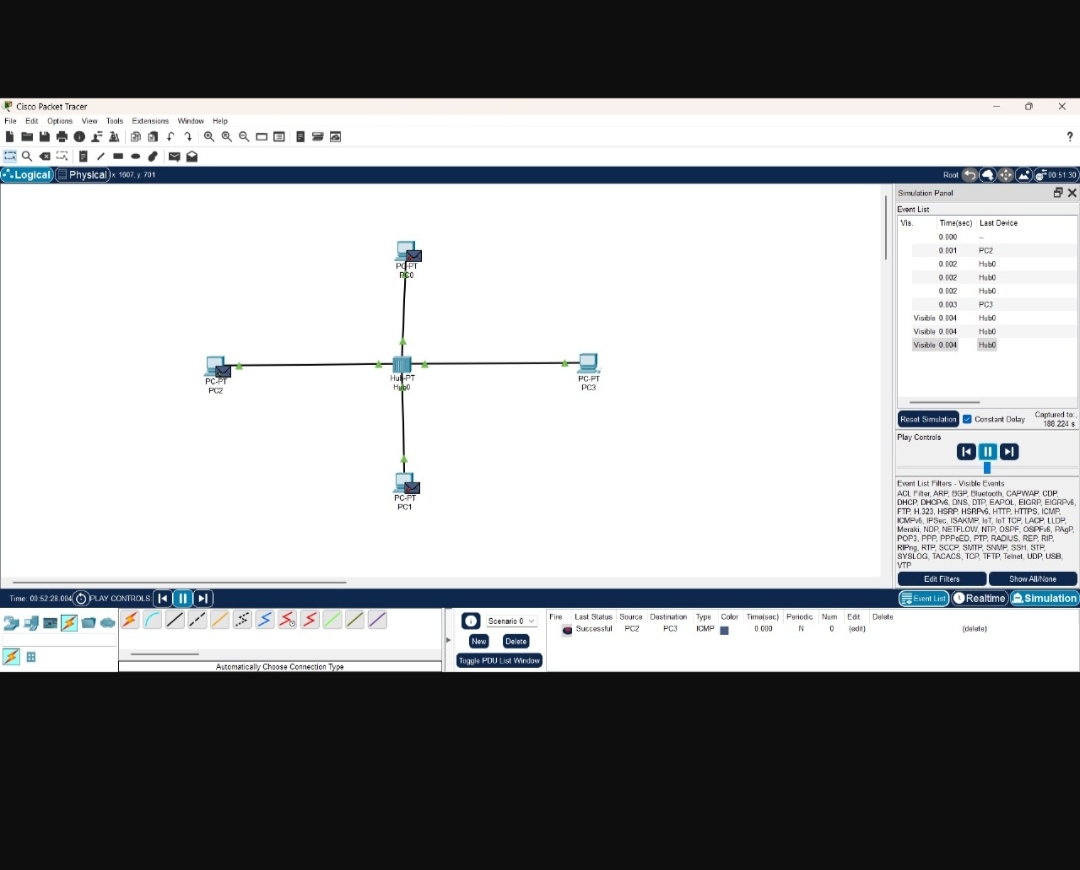 Cisco Packet Tracer
File Edit Options View Tools Extensions Window Help
?
Logical Physical x: 1607, y: 701 Root 00:51:30
Simulation Panel
Event List
Vis. Time(sec) Last Device
0.000 --
0.001 PC2
0.002 Hub0
0.002 Hub0
0.002 Hub0
0.003 PC3
Visible 0.004 Hub0
Visible 0.004 Hub0
Visible 0.004 Hub0
Reset Simulation Constant Delay Captured to:
188.224 s
Play Controls
Event List Filters - Visible Events
ACL Filter, ARP, BGP, Bluetooth, CAPWAP, CDP,
DHCP, DHCPv6, DNS, DTP, EAPOL, EIGRP, EIGRPv6,
FTP, H.323, HSRP, HSRPv6, HTTP, HTTPS, ICMP,
ICMPv6, IPSec, ISAKMP, IoT, IoT TCP, LACP, LLDP,
Meraki, NDP, NETFLOW, NTP, OSPF, OSPFv6, PAgP,
POP3, PPP, PPPoED, PTP, RADIUS, REP, RIP,
RIPng, RTP, SCCP, SMTP, SNMP, SSH, STP,
SYSLOG, TACACS, TCP, TFTP, Telnet, UDP, USB,
VTP
Edit Filters Show All/None
PC-PT
PC0
PC-PT
PC2
Hub-PT
Hub0
PC-PT
PC3
PC-PT
PC1
Time: 00:52:28.004 PLAY CONTROLS: Event List Realtime Simulation
Scenario 0
New Delete
Toggle PDU List Window
Fire Last Status Source Destination Type Color Time(sec) Periodic Num Edit Delete
Successful PC2 PC3 ICMP 0.000 N 0 (edit) (delete)
Automatically Choose Connection Type